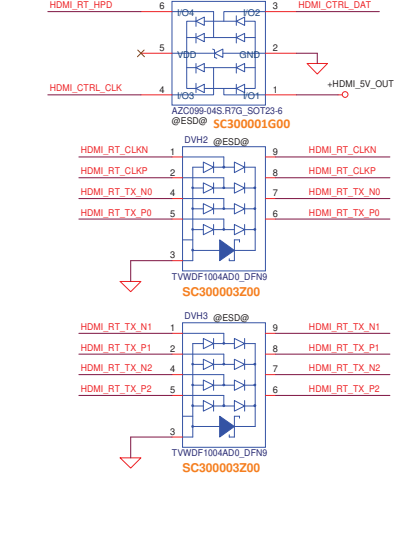 HDMI_RT_HPD 6 I/O4 I/O2 3 HDMI_CTRL_DAT
5 VDD GND 2
HDMI_CTRL_CLK 4 I/O3 I/O1 1 +HDMI_5V_OUT
AZC099-04S.R7G_SOT23-6
@ESD@ SC300001G00
DVH2 @ESD@
HDMI_RT_CLKN 1 9 HDMI_RT_CLKN
HDMI_RT_CLKP 2 8 HDMI_RT_CLKP
HDMI_RT_TX_N0 4 7 HDMI_RT_TX_N0
HDMI_RT_TX_P0 5 6 HDMI_RT_TX_P0
3
TVWDF1004AD0_DFN9
SC300003Z00
DVH3 @ESD@
HDMI_RT_TX_N1 1 9 HDMI_RT_TX_N1
HDMI_RT_TX_P1 2 8 HDMI_RT_TX_P1
HDMI_RT_TX_N2 4 7 HDMI_RT_TX_N2
HDMI_RT_TX_P2 5 6 HDMI_RT_TX_P2
3
TVWDF1004AD0_DFN9
SC300003Z00